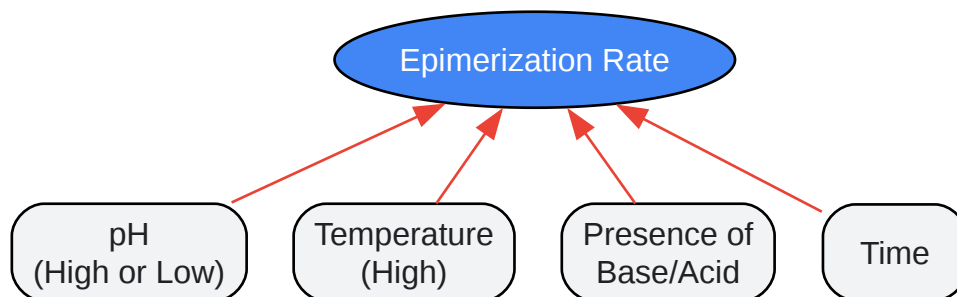 Epimerization Rate
pH
(High or Low)
Temperature
(High)
Presence of
Base/Acid
Time